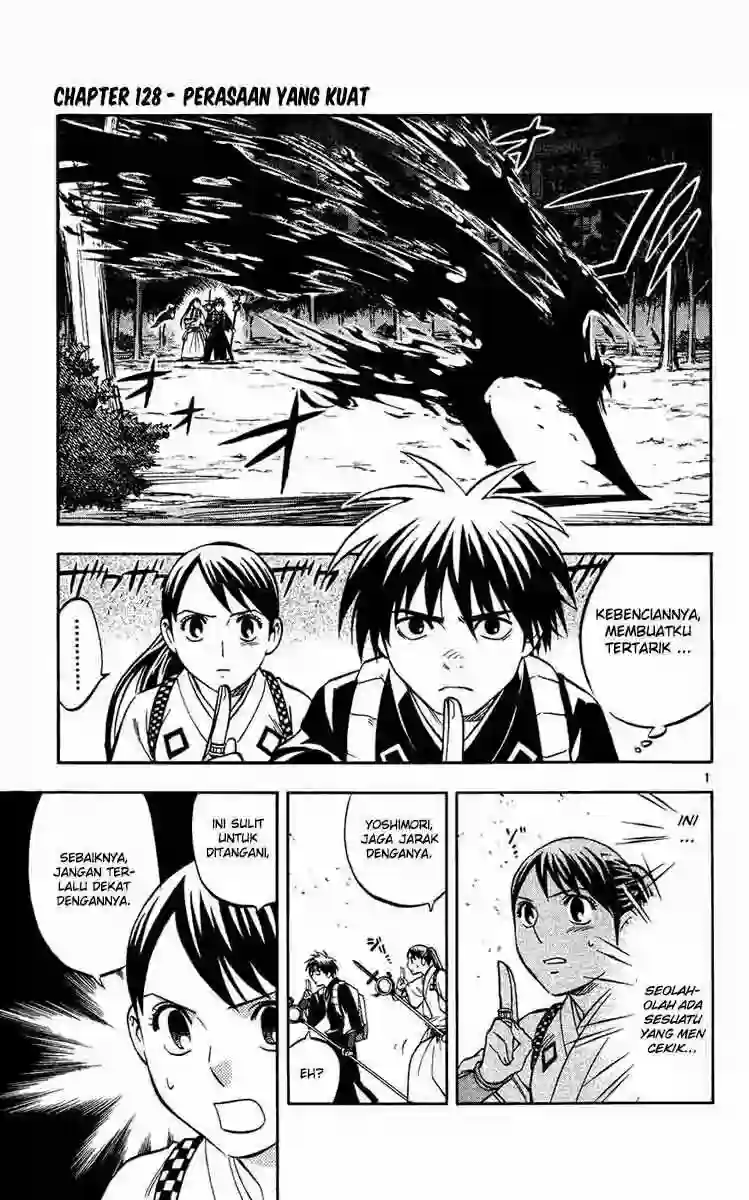 CHAPTER 128 - PERASAAN YANG KUAT
KEBENCIANNYA,
MEMBUATKU
TERTARIK ...
..........
1
INI
...
SEOLAH-
OLAH ADA
SESUATU
YANG MEN
CEKIK...
YOSHIMORI,
JAGA JARAK
DENGANYA.
EH?
INI SULIT
UNTUK
DITANGANI,
SEBAIKNYA,
JANGAN TER-
LALU DEKAT
DENGANNYA.